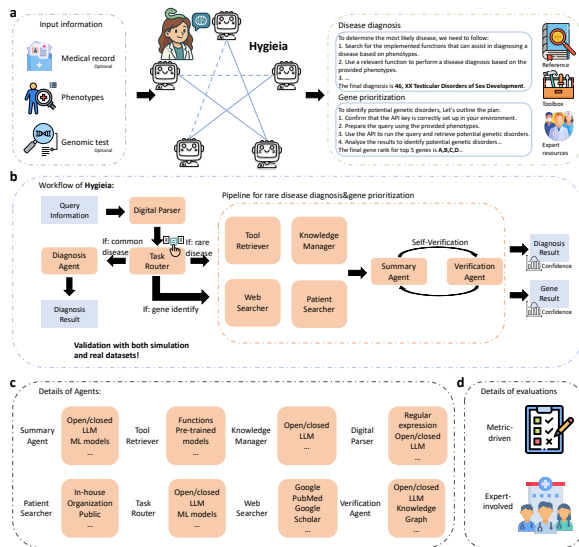 a
Input information
Medical record
Optional
Phenotypes
Genomic test
Optional
Hygieia
Disease diagnosis
To determine the most likely disease, we need to follow:
1. Search for the implemented functions that can assist in diagnosing a
disease based on phenotypes.
2. Use a relevant function to perform a disease diagnosis based on the
provided phenotypes.
3. ...
The final diagnosis is 46, XX Testicular Disorders of Sex Development.
Gene prioritization
To identify potential genetic disorders, Let's outline the plan:
1. Confirm that the API key is correctly set up in your environment.
2. Prepare the query using the provided phenotypes.
3. Use the API to run the query and retrieve potential genetic disorders.
4. Analyze the results to identify potential genetic disorders...
The final gene rank for top 5 genes is A,B,C,D..
Reference
Toolbox
Expert
resources
b
Workflow of Hygieia:
Query
Information
Digital Parser
If: common
disease
If: rare
disease
Diagnosis
Agent
Task
Router
Diagnosis
Result
If: gene identify
Validation with both simulation
and real datasets!
Pipeline for rare disease diagnosis&gene prioritization
Tool
Retriever
Knowledge
Manager
Web
Searcher
Patient
Searcher
Self-Verification
Summary
Agent
Verification
Agent
Diagnosis
Result
Confidence
Gene
Result
Confidence
c
Details of Agents:
Summary
Agent
Open/closed
LLM
ML models
...
Tool
Retriever
Functions
Pre-trained
models
...
Knowledge
Manager
Open/closed
LLM
...
Digital
Parser
Regular
expression
Open/closed
LLM
...
Patient
Searcher
In-house
Organization
Public
...
Task
Router
Open/closed
LLM
ML models
...
Web
Searcher
Google
PubMed
Google
Scholar
...
Verification
Agent
Open/closed
LLM
Knowledge
Graph
...
d
Details of evaluations
Metric-
driven
Expert-
involved